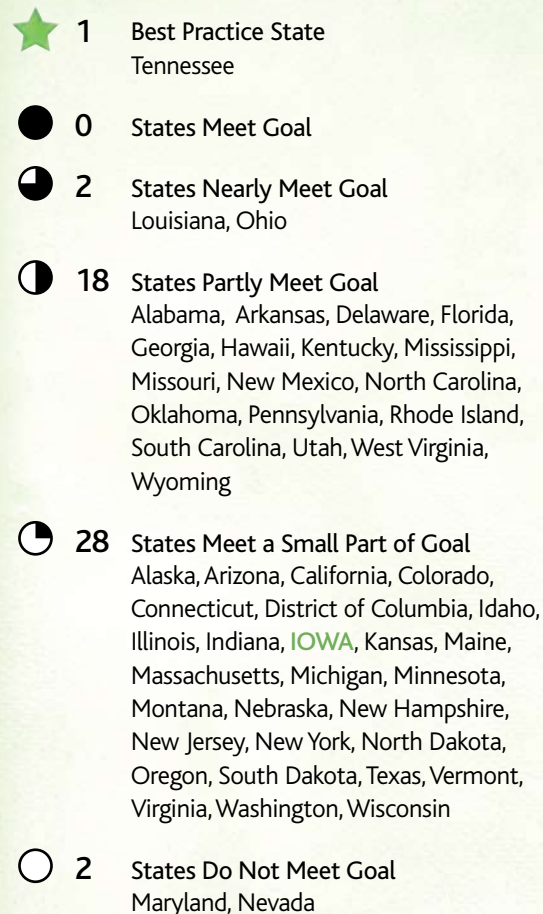 1 Best Practice State
Tennessee
0 States Meet Goal
2 States Nearly Meet Goal
Louisiana, Ohio
18 States Partly Meet Goal
Alabama, Arkansas, Delaware, Florida,
Georgia, Hawaii, Kentucky, Mississippi,
Missouri, New Mexico, North Carolina,
Oklahoma, Pennsylvania, Rhode Island,
South Carolina, Utah, West Virginia,
Wyoming
28 States Meet a Small Part of Goal
Alaska, Arizona, California, Colorado,
Connecticut, District of Columbia, Idaho,
Illinois, Indiana, IOWA, Kansas, Maine,
Massachusetts, Michigan, Minnesota,
Montana, Nebraska, New Hampshire,
New Jersey, New York, North Dakota,
Oregon, South Dakota, Texas, Vermont,
Virginia, Washington, Wisconsin
2 States Do Not Meet Goal
Maryland, Nevada